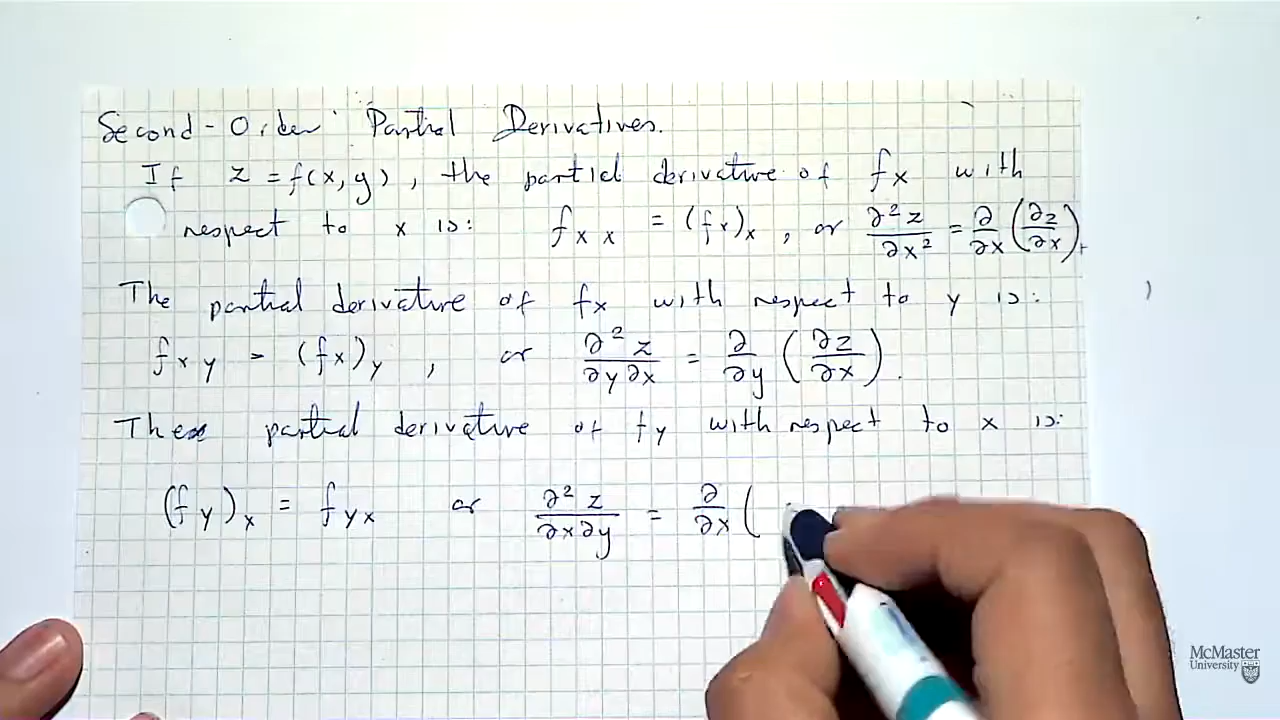 Second-Order Partial Derivatives.
If z = f(x, y), the partial derivative of fx with
respect to x is: fxx = (fx)x, or ∂²z/∂x² = ∂/∂x (∂z/∂x).
The partial derivative of fx with respect to y is:
fxy = (fx)y, or ∂²z/∂y∂x = ∂/∂y (∂z/∂x).
The partial derivative of fy with respect to x is:
(fy)x = fyx or ∂²z/∂x∂y = ∂/∂x (
McMaster
University